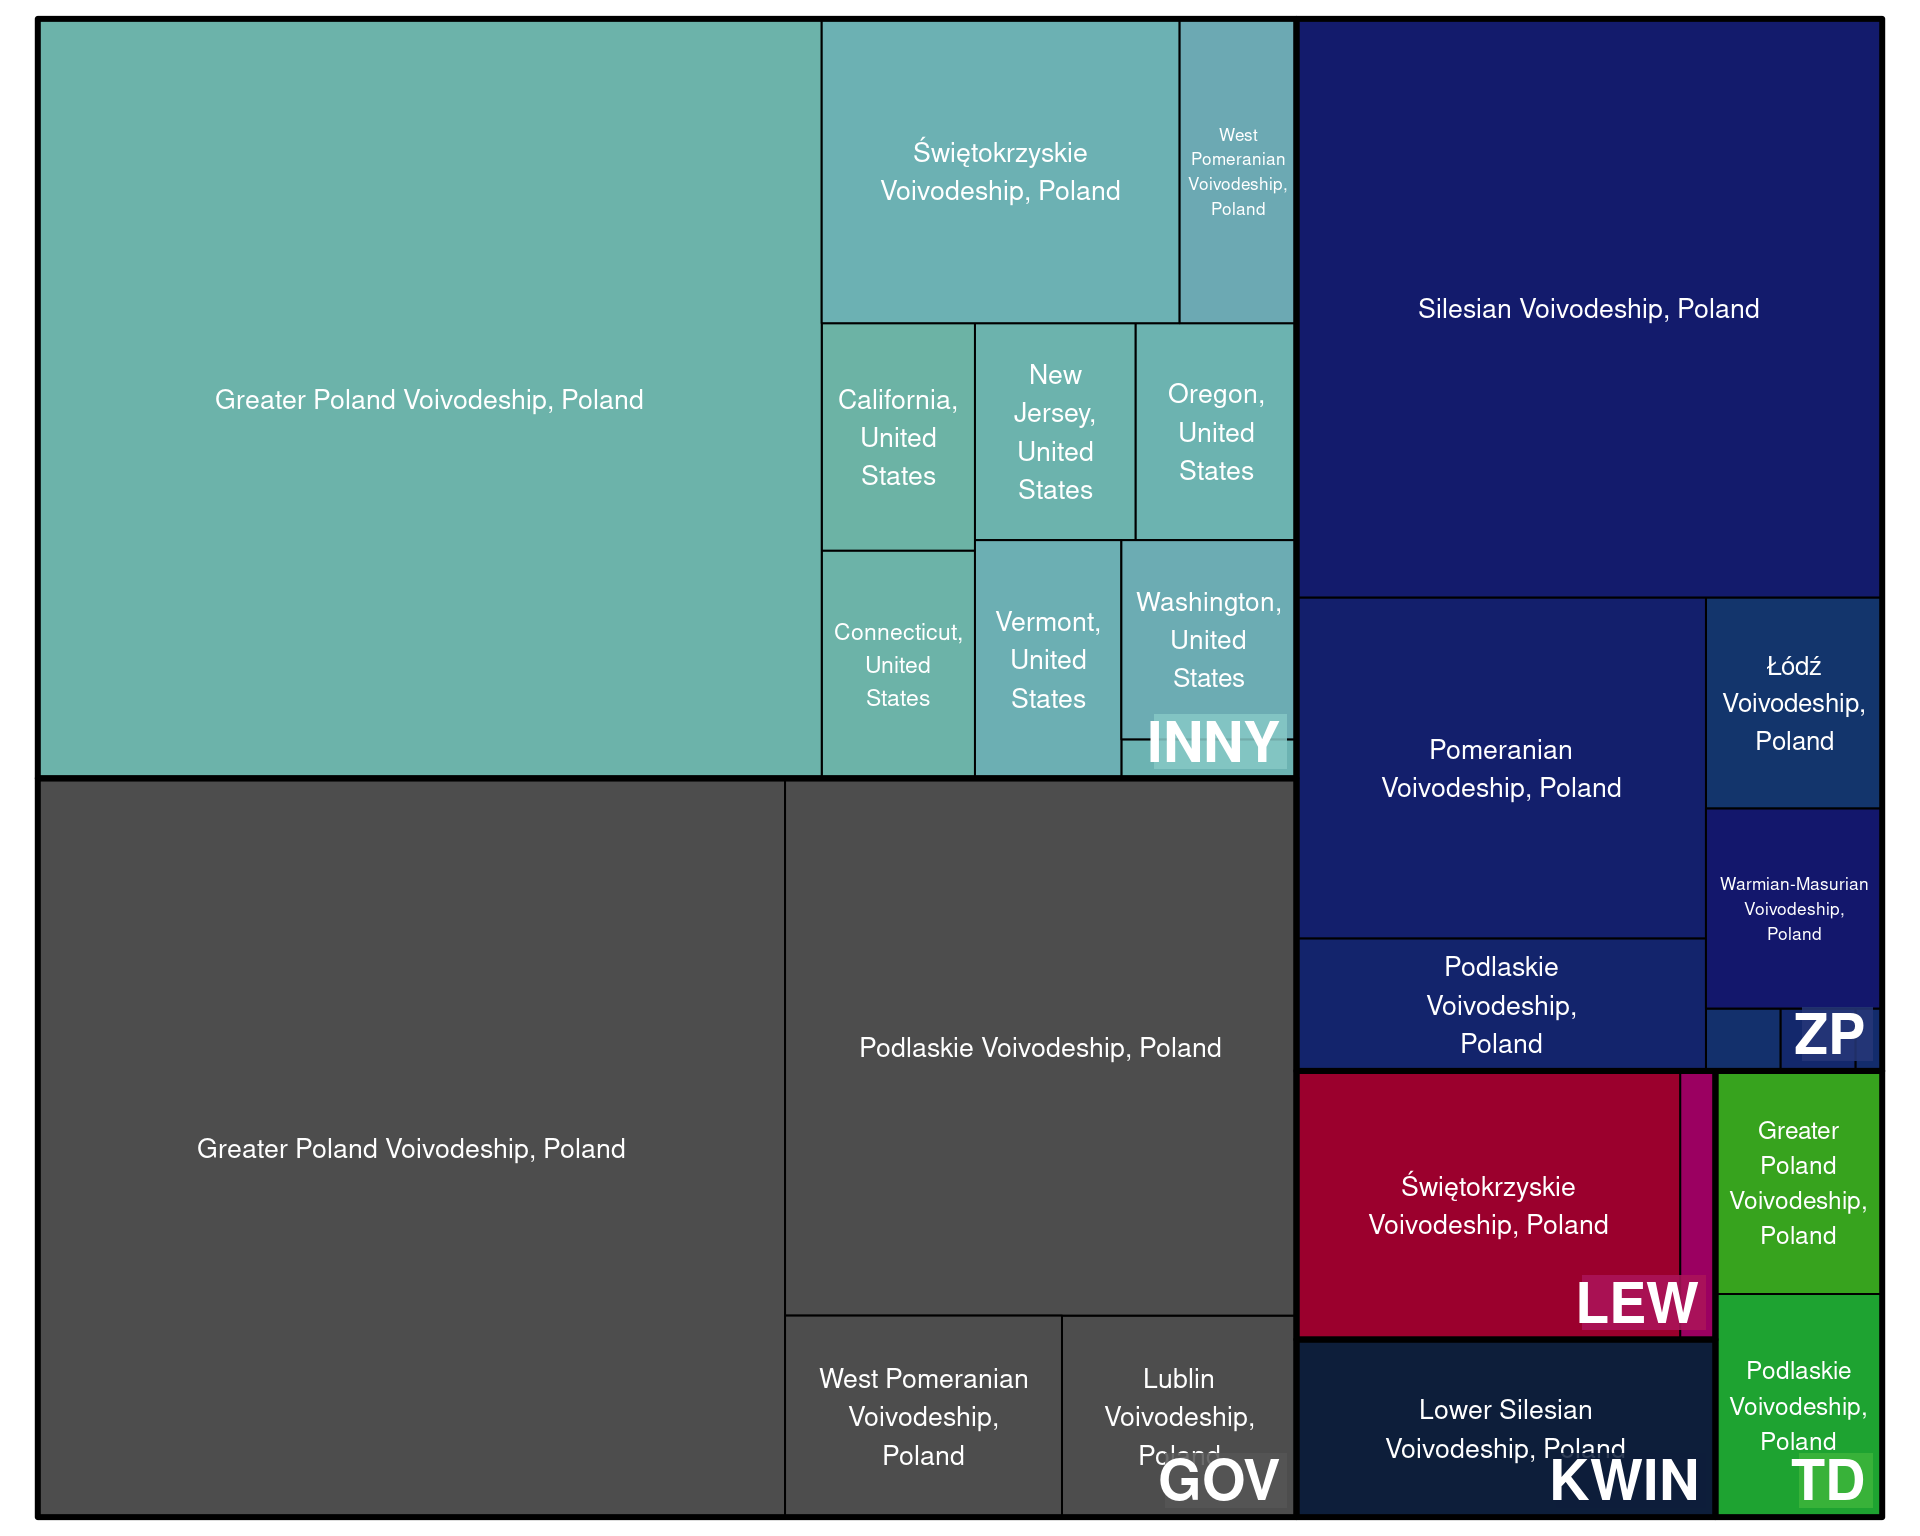 Greater Poland Voivodeship, Poland
Świętokrzyskie
Voivodeship, Poland
West
Pomeranian
Voivodeship,
Poland
California,
United
States
New
Jersey,
United
States
Oregon,
United
States
Connecticut,
United
States
Vermont,
United
States
Washington,
United
States
INNY
Greater Poland Voivodeship, Poland
Podlaskie Voivodeship, Poland
West Pomeranian
Voivodeship,
Poland
Lublin
Voivodeship,
Poland
GOV
Silesian Voivodeship, Poland
Pomeranian
Voivodeship, Poland
Łódź
Voivodeship,
Poland
Warmian-Masurian
Voivodeship,
Poland
Podlaskie
Voivodeship,
Poland
ZP
Świętokrzyskie
Voivodeship, Poland
LEW
Lower Silesian
Voivodeship, Poland
KWIN
Greater
Poland
Voivodeship,
Poland
Podlaskie
Voivodeship,
Poland
TD